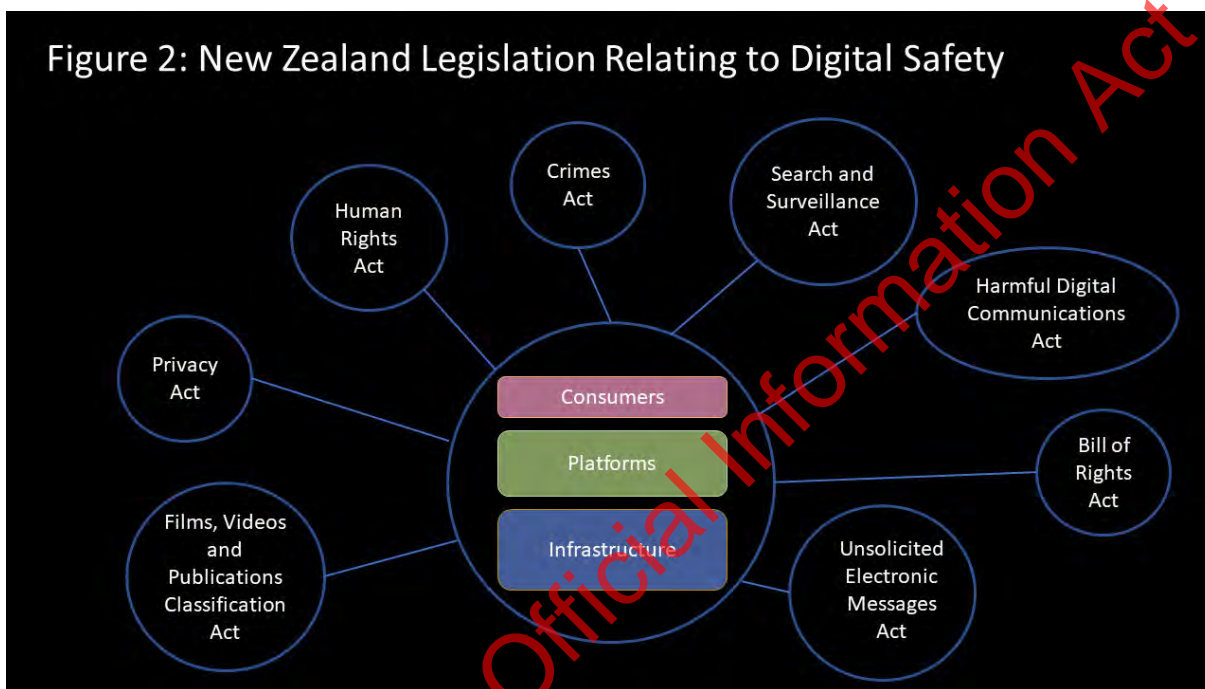 Figure 2: New Zealand Legislation Relating to Digital Safety
Crimes
Act
Search and
Surveillance
Act
Human
Rights
Act
Harmful Digital
Communications
Act
Privacy
Act
Consumers
Platforms
Infrastructure
Bill of
Rights
Act
Films, Videos
and
Publications
Classification
Act
Unsolicited
Electronic
Messages
Act
Official Information Act